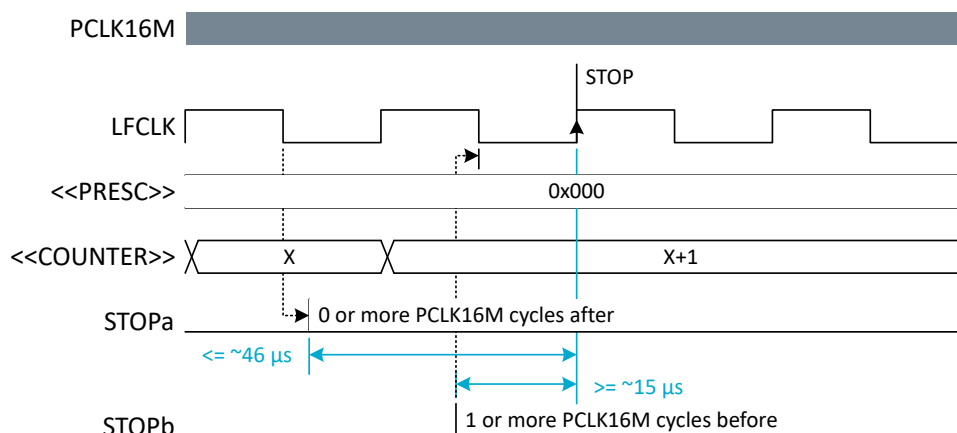 PCLK16M
STOP
LFCLK
<<PRESC>>
0x000
<<COUNTER>>
X
X+1
STOPa
0 or more PCLK16M cycles after
<= ~46 µs
>= ~15 µs
STOPb
1 or more PCLK16M cycles before